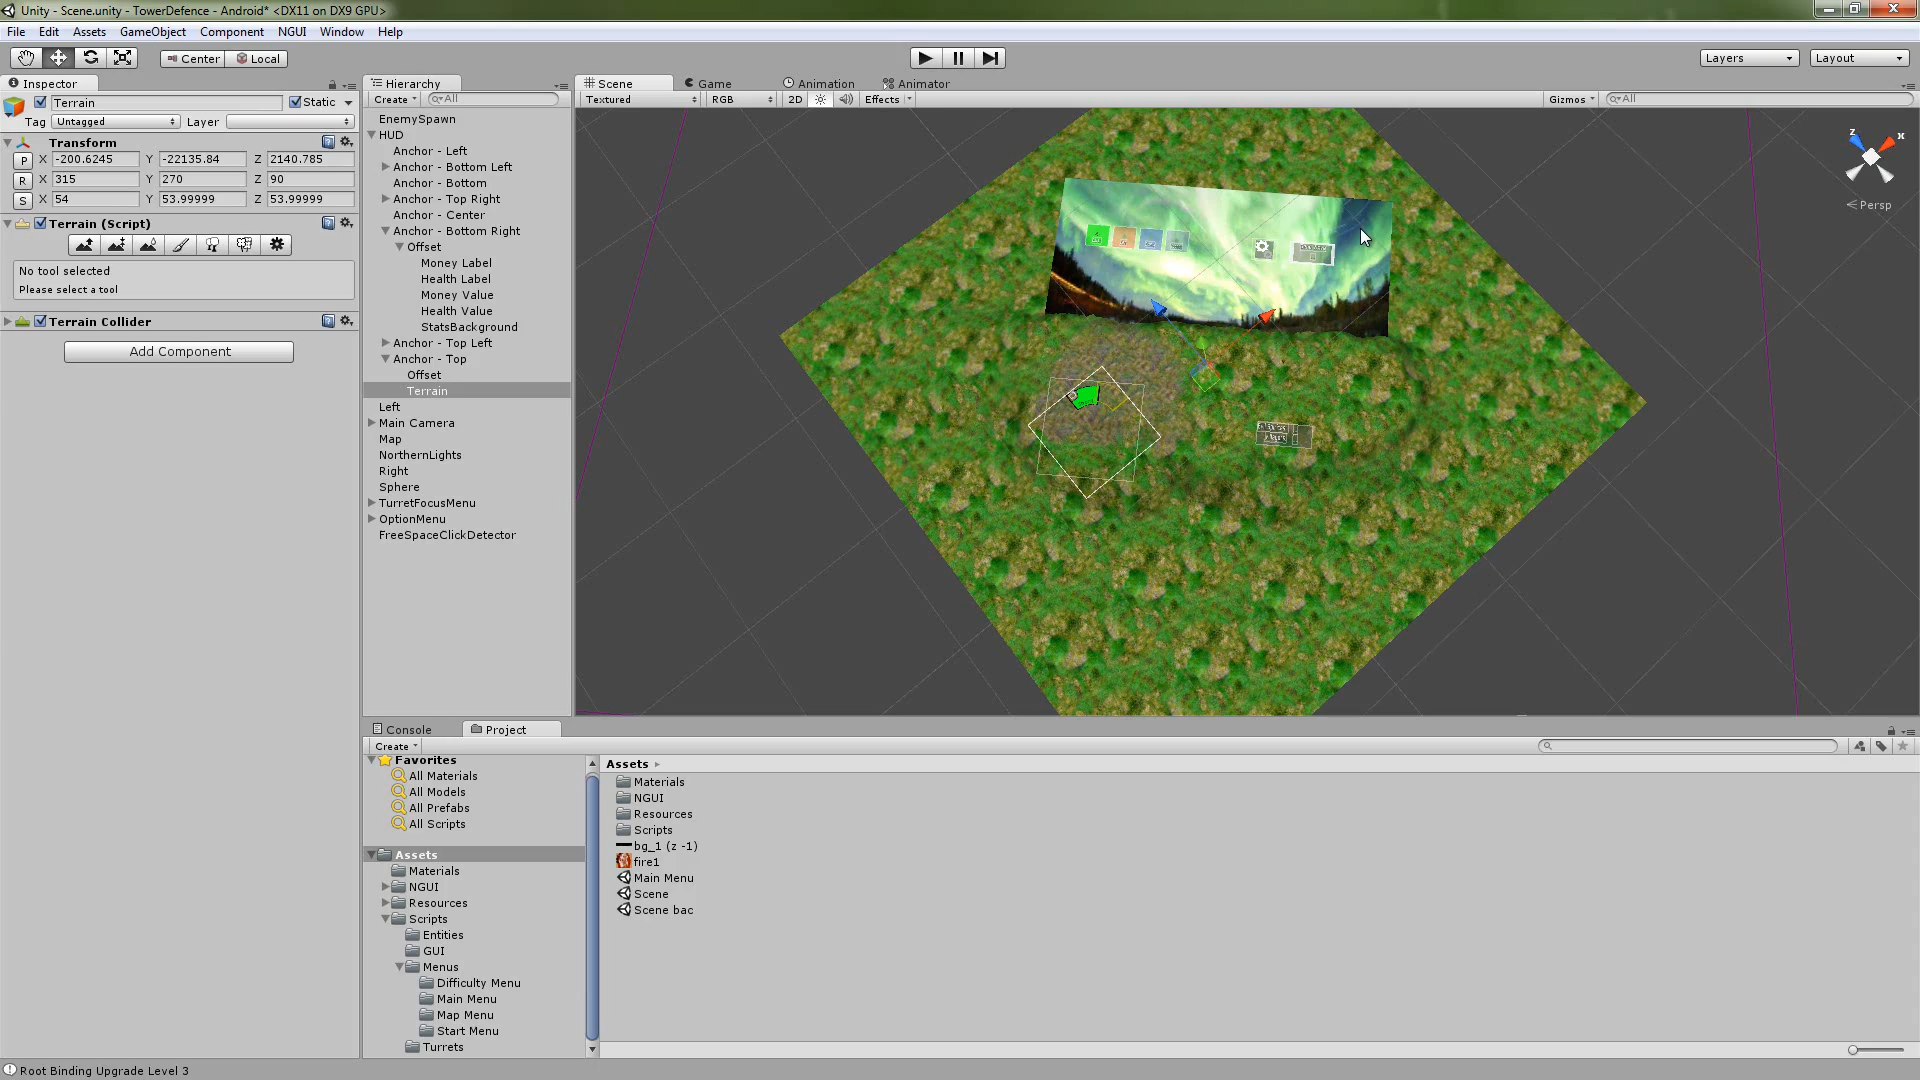 Unity - Scene.unity - TowerDefence - Android* <DX11 on DX9 GPU>
File Edit Assets GameObject Component NGUI Window Help
Center Local
Layers Layout
Inspector
Terrain Static
Tag Untagged Layer
Transform
P X -200.6245 Y -22135.84 Z 2140.785
R X 315 Y 270 Z 90
S X 54 Y 53.99999 Z 53.99999
Terrain (Script)
No tool selected
Please select a tool
Terrain Collider
Add Component
Hierarchy
Create All
EnemySpawn
HUD
Anchor - Left
Anchor - Bottom Left
Anchor - Bottom
Anchor - Top Right
Anchor - Center
Anchor - Bottom Right
Offset
Money Label
Health Label
Money Value
Health Value
StatsBackground
Anchor - Top Left
Anchor - Top
Offset
Terrain
Left
Main Camera
Map
NorthernLights
Right
Sphere
TurretFocusMenu
OptionMenu
FreeSpaceClickDetector
Scene Game Animation Animator
Textured RGB 2D Effects Gizmos All
z x
Persp
Console Project
Create
Favorites
All Materials
All Models
All Prefabs
All Scripts
Assets
Materials
NGUI
Resources
Scripts
Entities
GUI
Menus
Difficulty Menu
Main Menu
Map Menu
Start Menu
Turrets
Assets
Materials
NGUI
Resources
Scripts
bg_1 (z -1)
fire1
Main Menu
Scene
Scene bac
Root Binding Upgrade Level 3